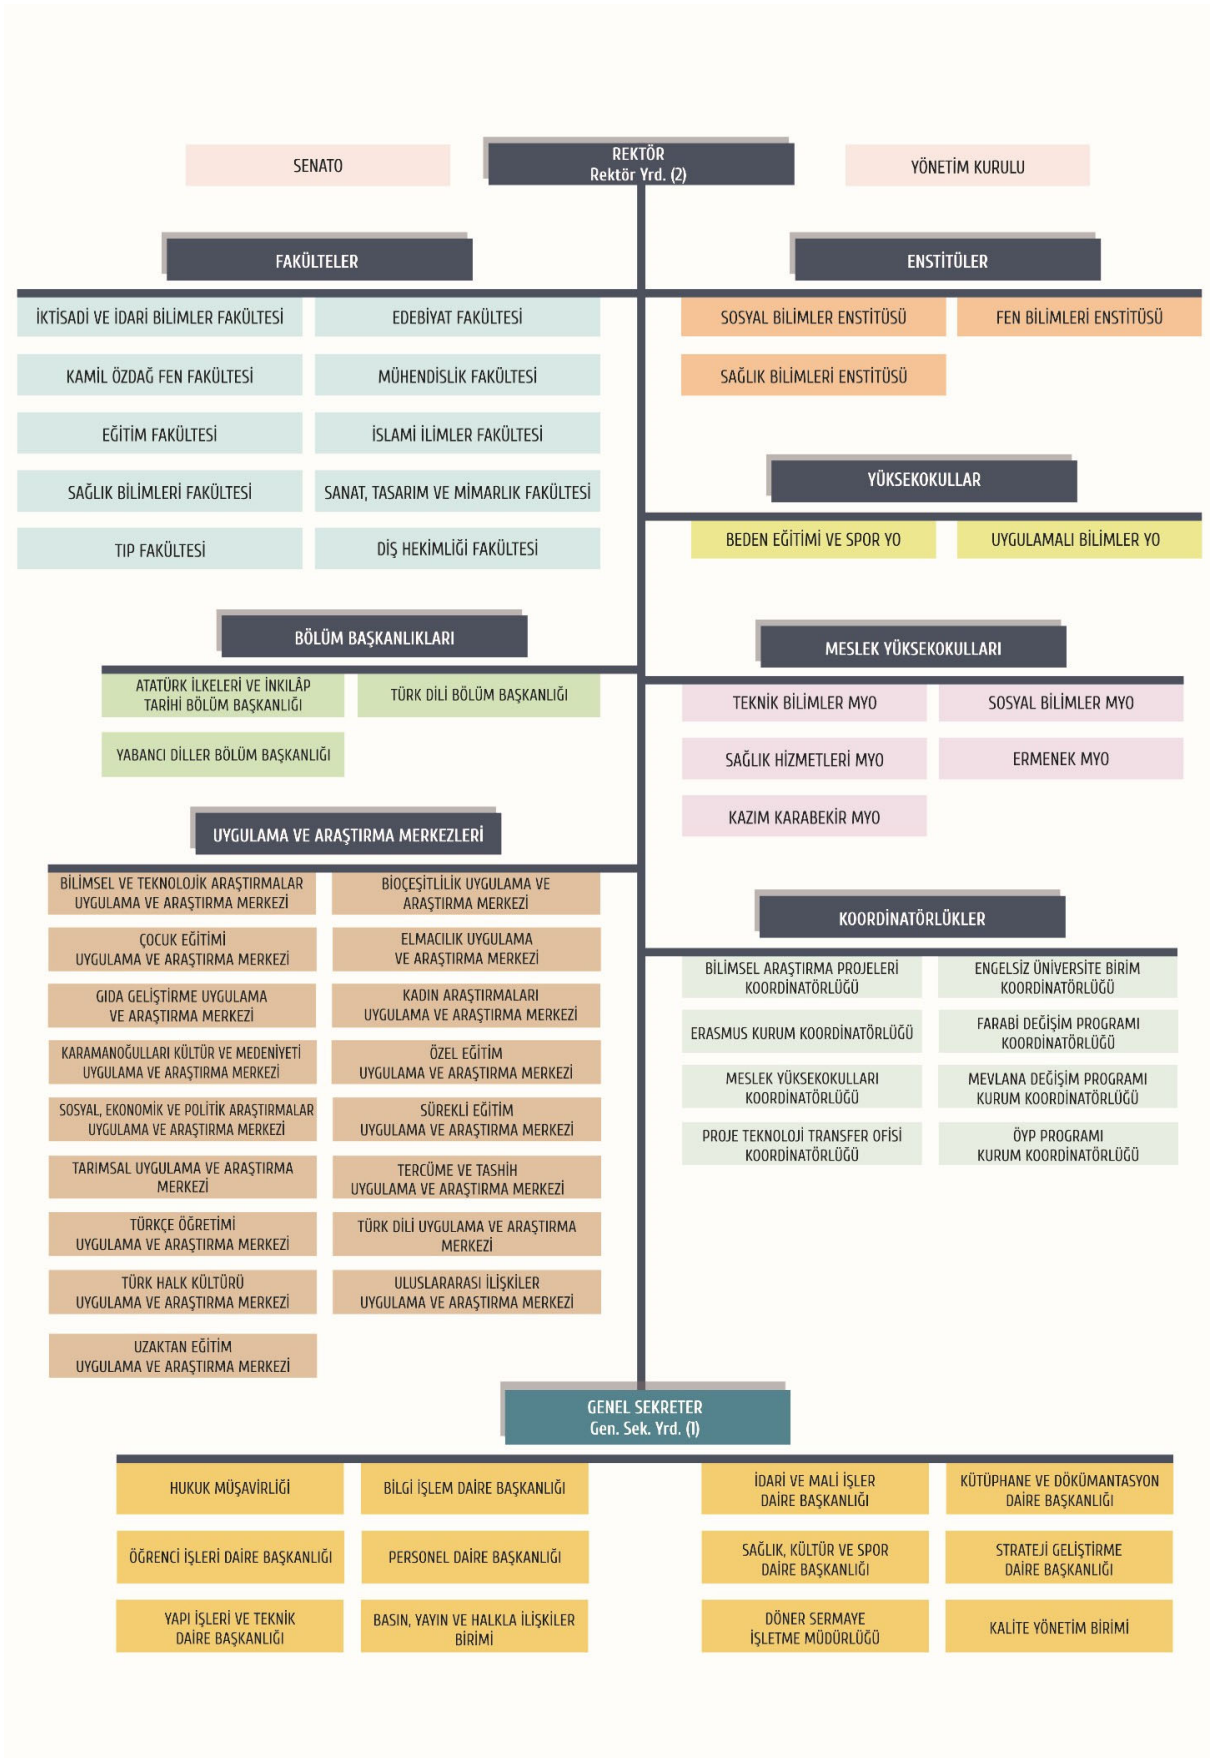 SENATO
REKTÖR
Rektör Yrd. (2)
YÖNETİM KURULU
FAKÜLTELER
İKTİSADİ VE İDARİ BİLİMLER FAKÜLTESİ
EDEBİYAT FAKÜLTESİ
KAMİL ÖZDAĞ FEN FAKÜLTESİ
MÜHENDİSLİK FAKÜLTESİ
EĞİTİM FAKÜLTESİ
İSLAMİ İLİMLER FAKÜLTESİ
SAĞLIK BİLİMLERİ FAKÜLTESİ
SANAT, TASARIM VE MİMARLIK FAKÜLTESİ
TIP FAKÜLTESİ
DİŞ HEKİMLİĞİ FAKÜLTESİ
ENSTİTÜLER
SOSYAL BİLİMLER ENSTİTÜSÜ
FEN BİLİMLERİ ENSTİTÜSÜ
SAĞLIK BİLİMLERİ ENSTİTÜSÜ
YÜKSEKOKULLAR
BEDEN EĞİTİMİ VE SPOR YO
UYGULAMALI BİLİMLER YO
BÖLÜM BAŞKANLIKLARI
ATATÜRK İLKELERİ VE İNKILÂP
TARİHİ BÖLÜM BAŞKANLIĞI
TÜRK DİLİ BÖLÜM BAŞKANLIĞI
YABANCI DİLLER BÖLÜM BAŞKANLIĞI
MESLEK YÜKSEKOKULLARI
TEKNİK BİLİMLER MYO
SOSYAL BİLİMLER MYO
SAĞLIK HİZMETLERİ MYO
ERMENEK MYO
KAZIM KARABEKİR MYO
UYGULAMA VE ARAŞTIRMA MERKEZLERİ
BİLİMSEL VE TEKNOLOJİK ARAŞTIRMALAR
UYGULAMA VE ARAŞTIRMA MERKEZİ
BİOÇEŞİTLİLİK UYGULAMA VE
ARAŞTIRMA MERKEZİ
ÇOCUK EĞİTİMİ
UYGULAMA VE ARAŞTIRMA MERKEZİ
ELMACILIK UYGULAMA
VE ARAŞTIRMA MERKEZİ
GIDA GELİŞTİRME UYGULAMA
VE ARAŞTIRMA MERKEZİ
KADIN ARAŞTIRMALARI
UYGULAMA VE ARAŞTIRMA MERKEZİ
KARAMANOĞULLARI KÜLTÜR VE MEDENİYETİ
UYGULAMA VE ARAŞTIRMA MERKEZİ
ÖZEL EĞİTİM
UYGULAMA VE ARAŞTIRMA MERKEZİ
SOSYAL, EKONOMİK VE POLİTİK ARAŞTIRMALAR
UYGULAMA VE ARAŞTIRMA MERKEZİ
SÜREKLİ EĞİTİM
UYGULAMA VE ARAŞTIRMA MERKEZİ
TARIMSAL UYGULAMA VE ARAŞTIRMA
MERKEZİ
TERCÜME VE TASHİH
UYGULAMA VE ARAŞTIRMA MERKEZİ
TÜRKÇE ÖĞRETİMİ
UYGULAMA VE ARAŞTIRMA MERKEZİ
TÜRK DİLİ UYGULAMA VE ARAŞTIRMA
MERKEZİ
TÜRK HALK KÜLTÜRÜ
UYGULAMA VE ARAŞTIRMA MERKEZİ
ULUSLARARASI İLİŞKİLER
UYGULAMA VE ARAŞTIRMA MERKEZİ
UZAKTAN EĞİTİM
UYGULAMA VE ARAŞTIRMA MERKEZİ
KOORDİNATÖRLÜKLER
BİLİMSEL ARAŞTIRMA PROJELERİ
KOORDİNATÖRLÜĞÜ
ENGELSİZ ÜNİVERSİTE BİRİM
KOORDİNATÖRLÜĞÜ
ERASMUS KURUM KOORDİNATÖRLÜĞÜ
FARABİ DEĞİŞİM PROGRAMI
KOORDİNATÖRLÜĞÜ
MESLEK YÜKSEKOKULLARI
KOORDİNATÖRLÜĞÜ
MEVLANA DEĞİŞİM PROGRAMI
KURUM KOORDİNATÖRLÜĞÜ
PROJE TEKNOLOJİ TRANSFER OFİSİ
KOORDİNATÖRLÜĞÜ
ÖYP PROGRAMI
KURUM KOORDİNATÖRLÜĞÜ
GENEL SEKRETER
Gen. Sek. Yrd. (1)
HUKUK MÜŞAVİRLİĞİ
BİLGİ İŞLEM DAİRE BAŞKANLIĞI
İDARİ VE MALİ İŞLER
DAİRE BAŞKANLIĞI
KÜTÜPHANE VE DÖKÜMANTASYON
DAİRE BAŞKANLIĞI
ÖĞRENCİ İŞLERİ DAİRE BAŞKANLIĞI
PERSONEL DAİRE BAŞKANLIĞI
SAĞLIK, KÜLTÜR VE SPOR
DAİRE BAŞKANLIĞI
STRATEJİ GELİŞTİRME
DAİRE BAŞKANLIĞI
YAPI İŞLERİ VE TEKNİK
DAİRE BAŞKANLIĞI
BASIN, YAYIN VE HALKLA İLİŞKİLER
BİRİMİ
DÖNER SERMAYE
İŞLETME MÜDÜRLÜĞÜ
KALİTE YÖNETİM BİRİMİ